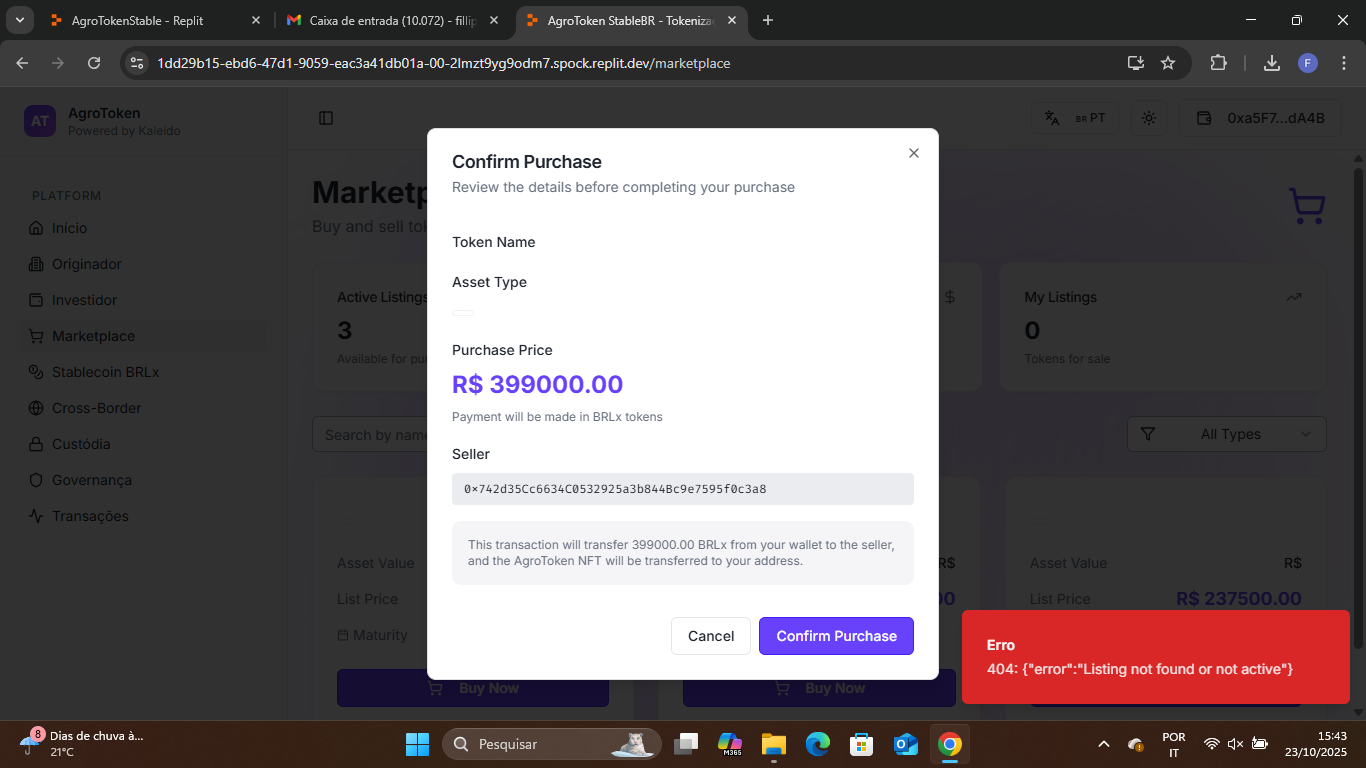 AgroTokenStable - Replit
Caixa de entrada (10.072) - fillip
AgroToken StableBR - Tokeniza
1dd29b15-ebd6-47d1-9059-eac3a41db01a-00-2lmzt9yg9odm7.spock.replit.dev/marketplace
F
AT
AgroToken
Powered by Kaleido
BR PT
0xa5F7...dA4B
PLATFORM
Início
Originador
Investidor
Marketplace
Stablecoin BRLx
Cross-Border
Custódia
Governança
Transações
Marketp
Buy and sell tok
Active Listings
3
Available for pur
$
My Listings
0
Tokens for sale
Search by name
All Types
Asset Value
R$
Asset Value
R$
List Price
00
List Price
R$ 237500.00
Maturity
Buy Now
Buy Now
Confirm Purchase
Review the details before completing your purchase
Token Name
Asset Type
Purchase Price
R$ 399000.00
Payment will be made in BRLx tokens
Seller
0×742d35Cc6634C0532925a3b844Bc9e7595f0c3a8
This transaction will transfer 399000.00 BRLx from your wallet to the seller,
and the AgroToken NFT will be transferred to your address.
Cancel
Confirm Purchase
Erro
404: {"error":"Listing not found or not active"}
8
Dias de chuva à...
21°C
Pesquisar
M365
POR
IT
15:43
23/10/2025